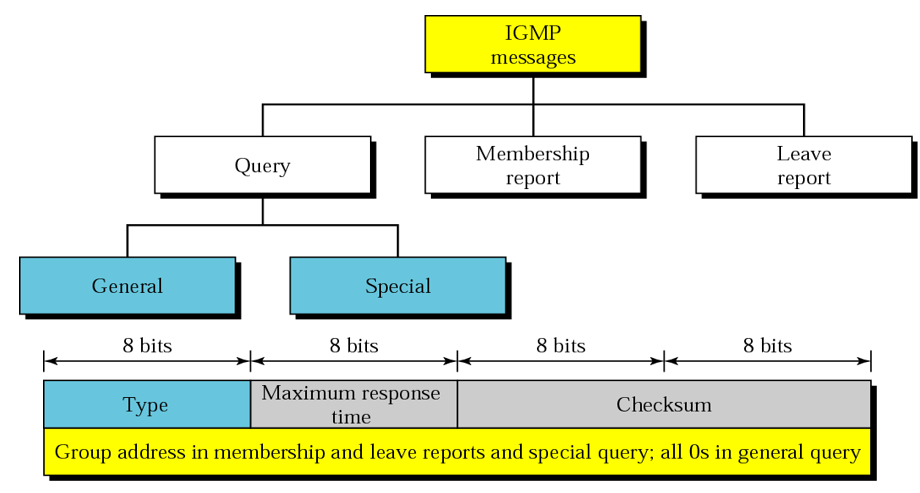 IGMP
messages
Query
Membership
report
Leave
report
General
Special
8 bits
8 bits
8 bits
8 bits
Type
Maximum response
time
Checksum
Group address in membership and leave reports and special query; all 0s in general query